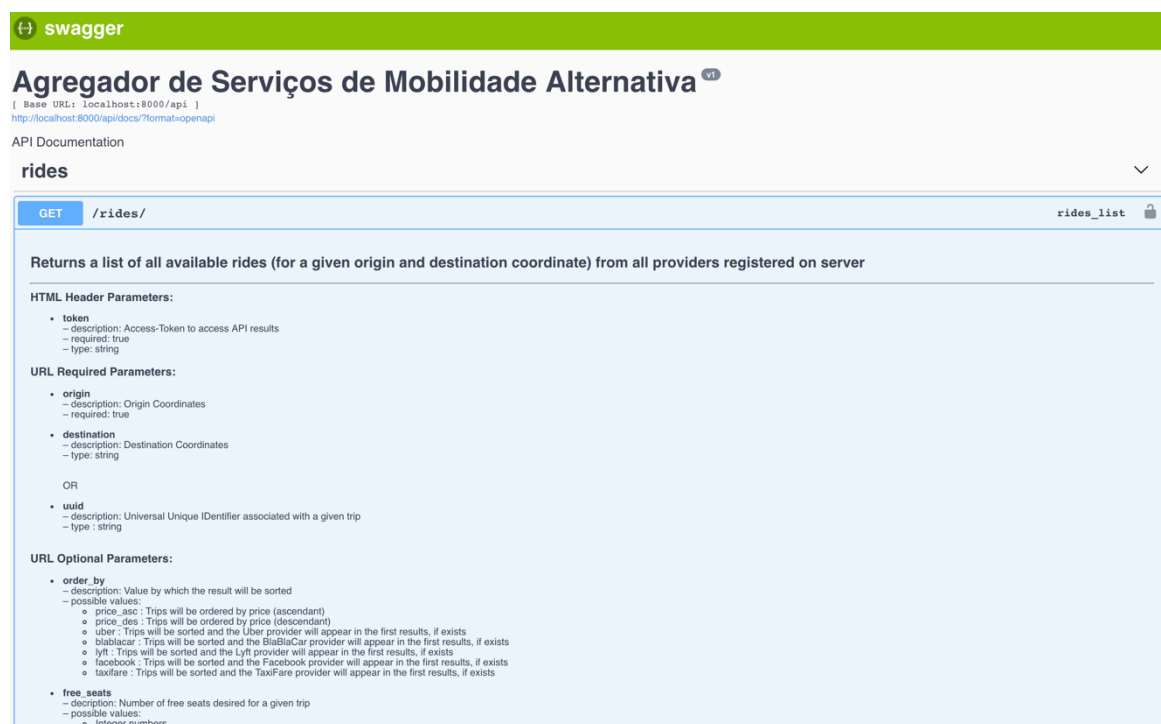 swagger
Agregador de Serviços de Mobilidade Alternativa v1
[ Base URL: localhost:8000/api ]
http://localhost:8000/api/docs/?format=openapi
API Documentation
rides
GET /rides/ rides_list
Returns a list of all available rides (for a given origin and destination coordinate) from all providers registered on server
HTML Header Parameters:
• token
– description: Access-Token to access API results
– required: true
– type: string
URL Required Parameters:
• origin
– description: Origin Coordinates
– required: true
• destination
– description: Destination Coordinates
– type: string
OR
• uuid
– description: Universal Unique IDentifier associated with a given trip
– type : string
URL Optional Parameters:
• order_by
– description: Value by which the result will be sorted
– possible values:
○ price_asc : Trips will be ordered by price (ascendant)
○ price_des : Trips will be ordered by price (descendant)
○ uber : Trips will be sorted and the Uber provider will appear in the first results, if exists
○ blablacar : Trips will be sorted and the BlaBlaCar provider will appear in the first results, if exists
○ lyft : Trips will be sorted and the Lyft provider will appear in the first results, if exists
○ facebook : Trips will be sorted and the Facebook provider will appear in the first results, if exists
○ taxifare : Trips will be sorted and the TaxiFare provider will appear in the first results, if exists
• free_seats
– decription: Number of free seats desired for a given trip
– possible values:
○ Integer numbers